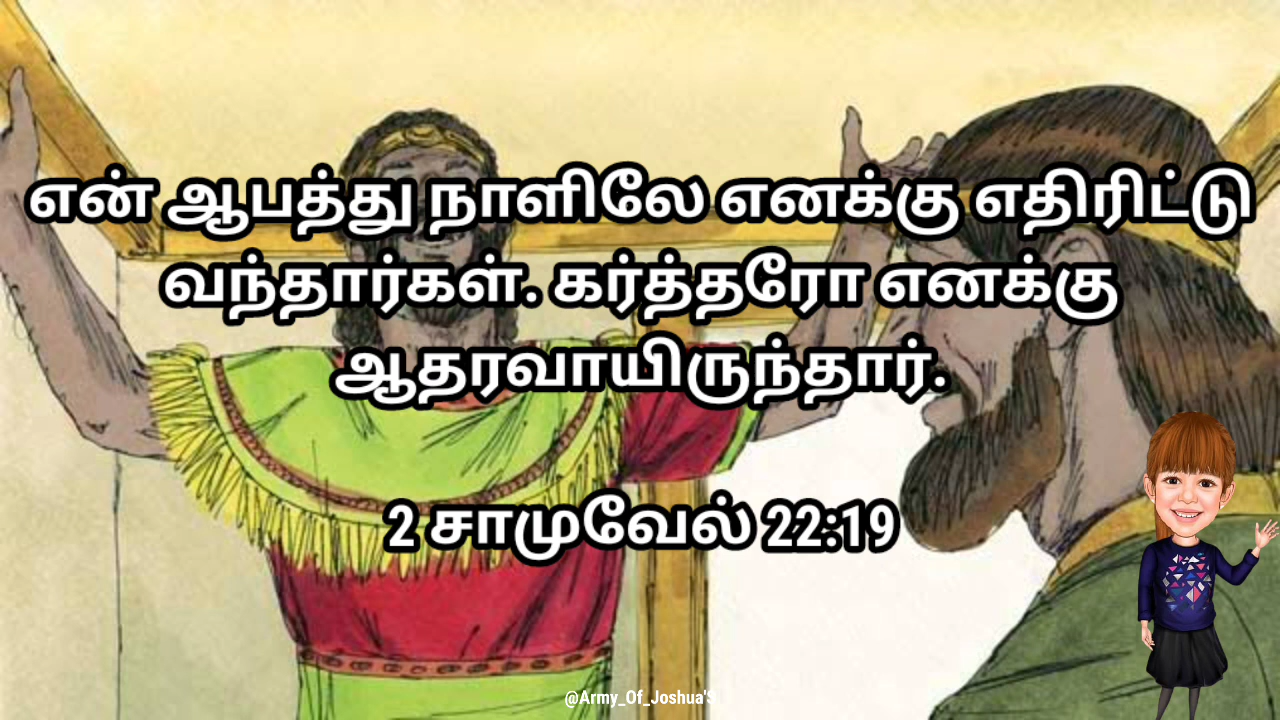 என் ஆபத்து நாளிலே எனக்கு எதிரிட்டு
வந்தார்கள். கர்த்தரோ எனக்கு
ஆதரவாயிருந்தார்.
2 சாமுவேல் 22:19
@Army_Of_Joshua'S